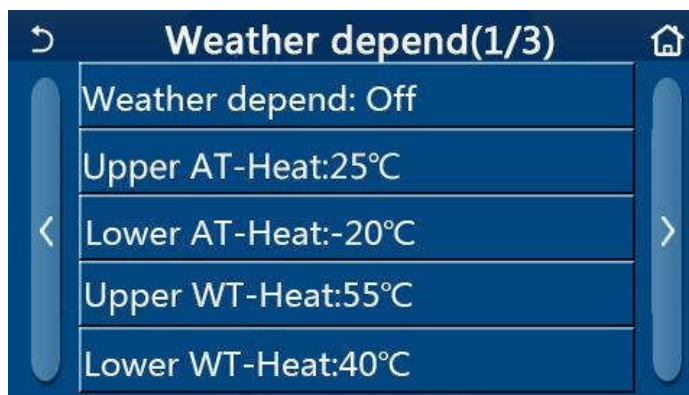 Weather depend(1/3)
Weather depend: Off
Upper AT-Heat:25℃
Lower AT-Heat:-20℃
Upper WT-Heat:55℃
Lower WT-Heat:40℃